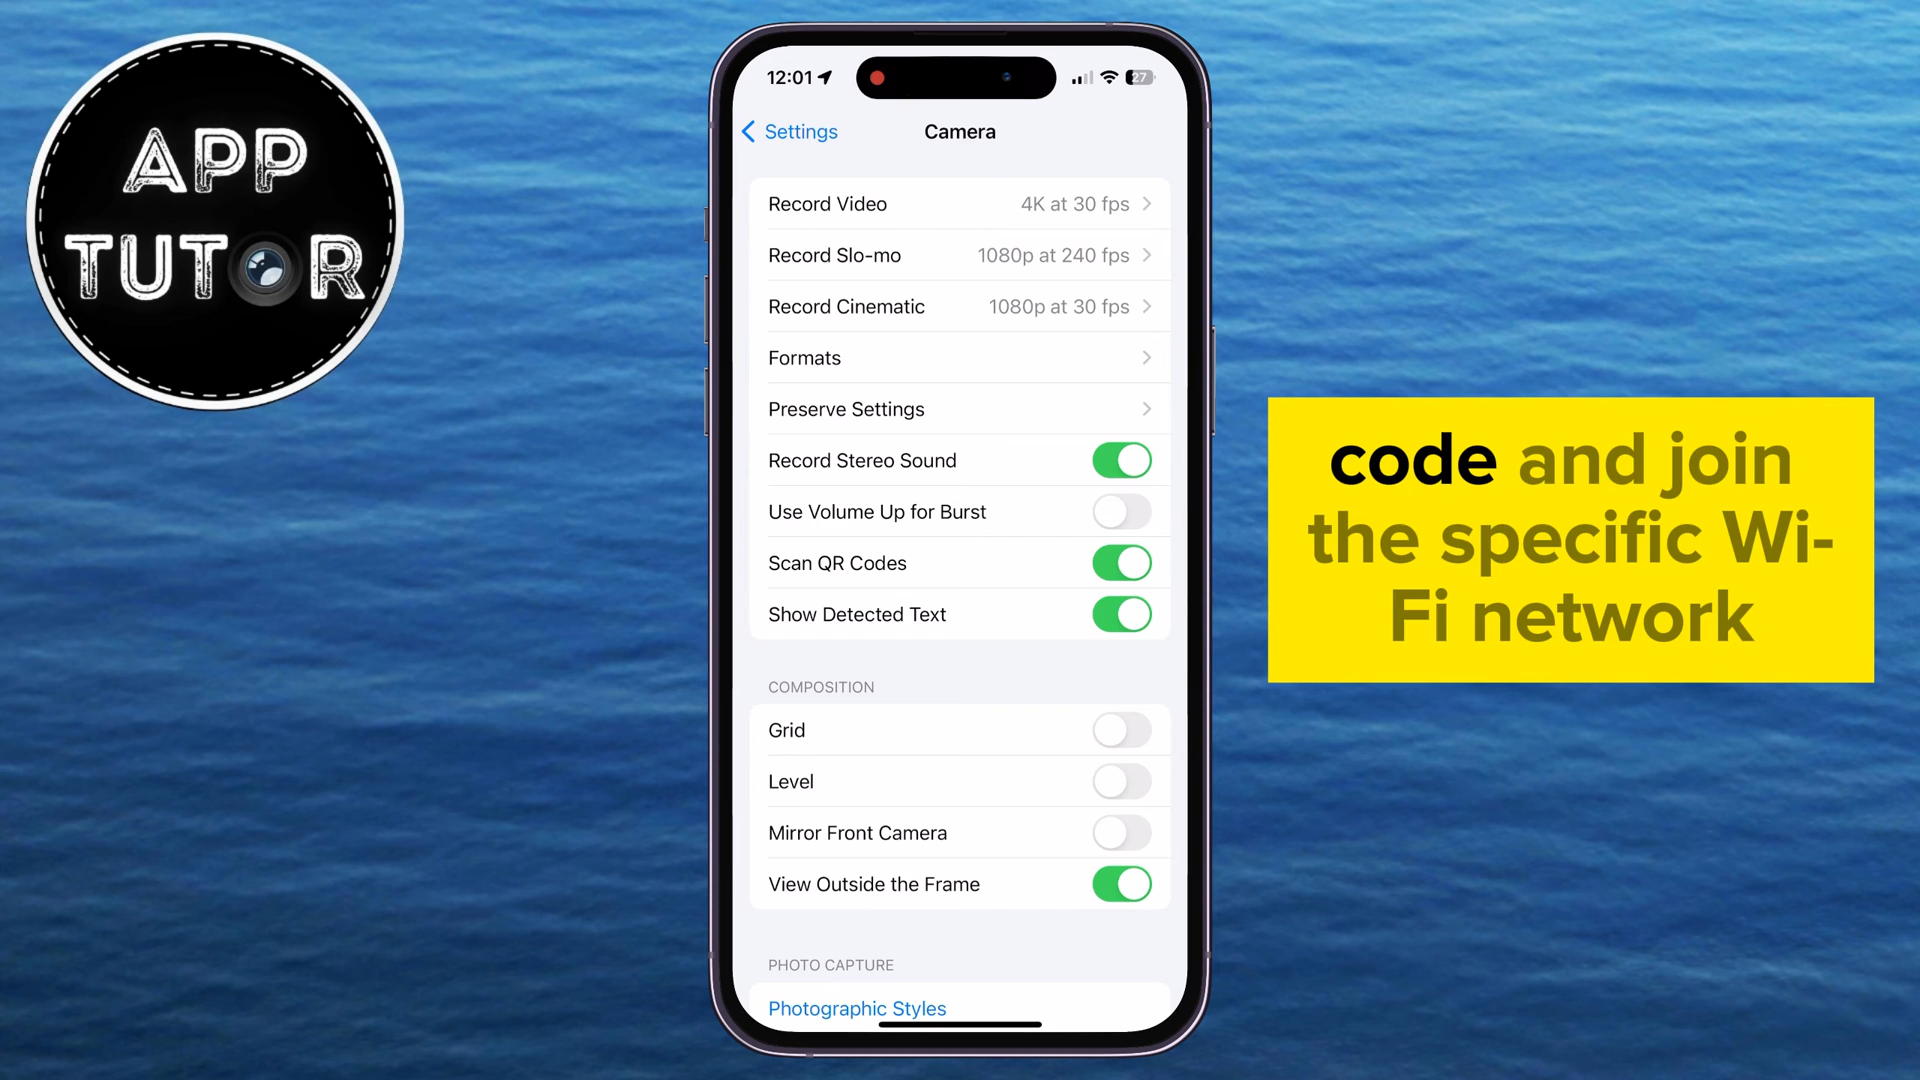 APP
TUTOR
12:01
27
Settings
Camera
Record Video 4K at 30 fps
Record Slo-mo 1080p at 240 fps
Record Cinematic 1080p at 30 fps
Formats
Preserve Settings
Record Stereo Sound
Use Volume Up for Burst
Scan QR Codes
Show Detected Text
COMPOSITION
Grid
Level
Mirror Front Camera
View Outside the Frame
PHOTO CAPTURE
Photographic Styles
code and join
the specific Wi-
Fi network